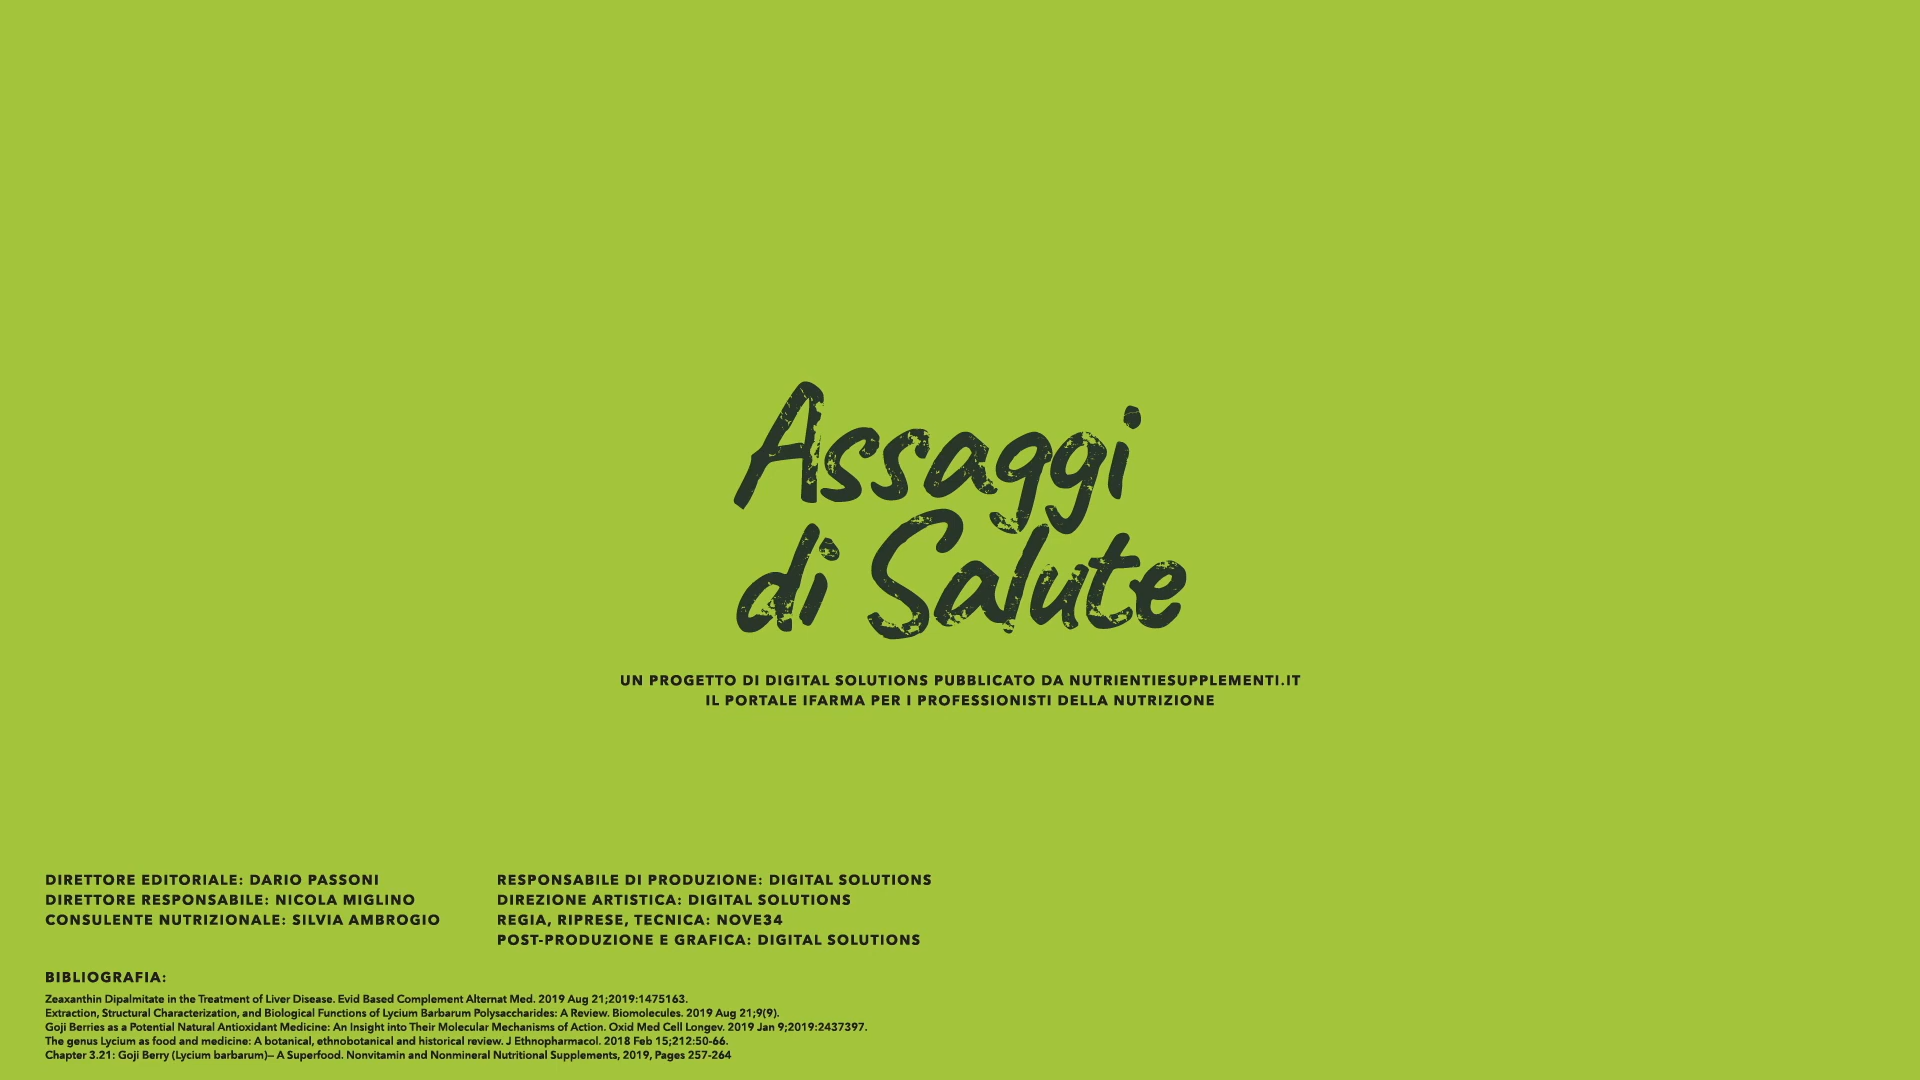 Assaggi
di Salute
UN PROGETTO DI DIGITAL SOLUTIONS PUBBLICATO DA NUTRIENTIESUPPLEMENTI.IT
IL PORTALE IFARMA PER I PROFESSIONISTI DELLA NUTRIZIONE
DIRETTORE EDITORIALE: DARIO PASSONI
DIRETTORE RESPONSABILE: NICOLA MIGLINO
CONSULENTE NUTRIZIONALE: SILVIA AMBROGIO
RESPONSABILE DI PRODUZIONE: DIGITAL SOLUTIONS
DIREZIONE ARTISTICA: DIGITAL SOLUTIONS
REGIA, RIPRESE, TECNICA: NOVE34
POST-PRODUZIONE E GRAFICA: DIGITAL SOLUTIONS
BIBLIOGRAFIA:
Zeaxanthin Dipalmitate in the Treatment of Liver Disease. Evid Based Complement Alternat Med. 2019 Aug 21;2019:1475163.
Extraction, Structural Characterization, and Biological Functions of Lycium Barbarum Polysaccharides: A Review. Biomolecules. 2019 Aug 21;9(9).
Goji Berries as a Potential Natural Antioxidant Medicine: An Insight into Their Molecular Mechanisms of Action. Oxid Med Cell Longev. 2019 Jan 9;2019:2437397.
The genus Lycium as food and medicine: A botanical, ethnobotanical and historical review. J Ethnopharmacol. 2018 Feb 15;212:50-66.
Chapter 3.21: Goji Berry (Lycium barbarum)– A Superfood. Nonvitamin and Nonmineral Nutritional Supplements, 2019, Pages 257-264